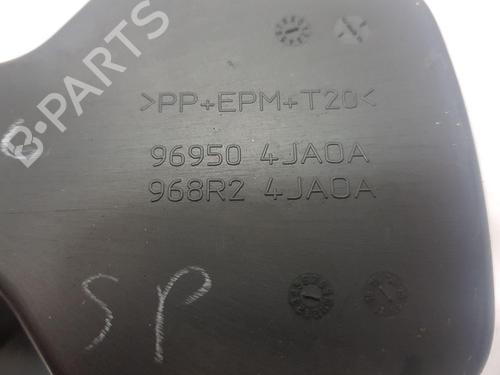 >PP+EPM+T20<
96950 4JA0A
968R2 4JA0A
SP
B-PARTS